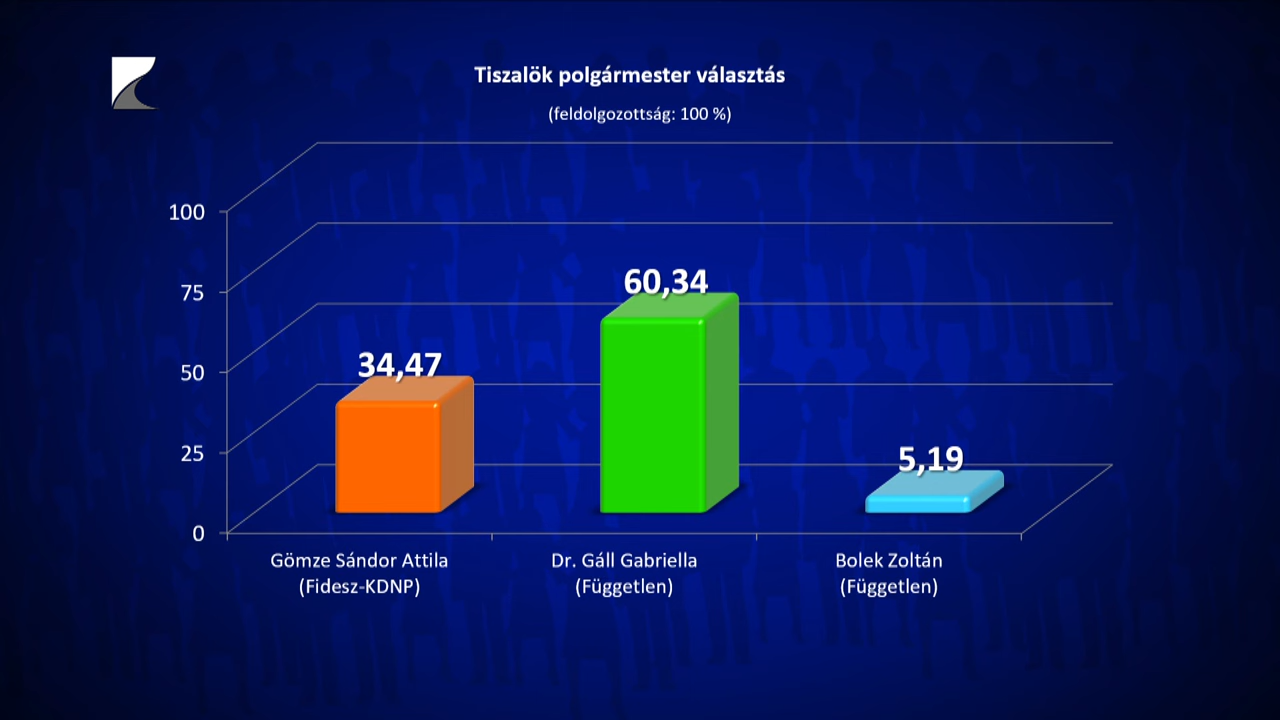 Tiszalök polgármester választás
(feldolgozottság: 100 %)
100
75
50
25
0
34,47
60,34
5,19
Gömze Sándor Attila
(Fidesz-KDNP)
Dr. Gáll Gabriella
(Független)
Bolek Zoltán
(Független)